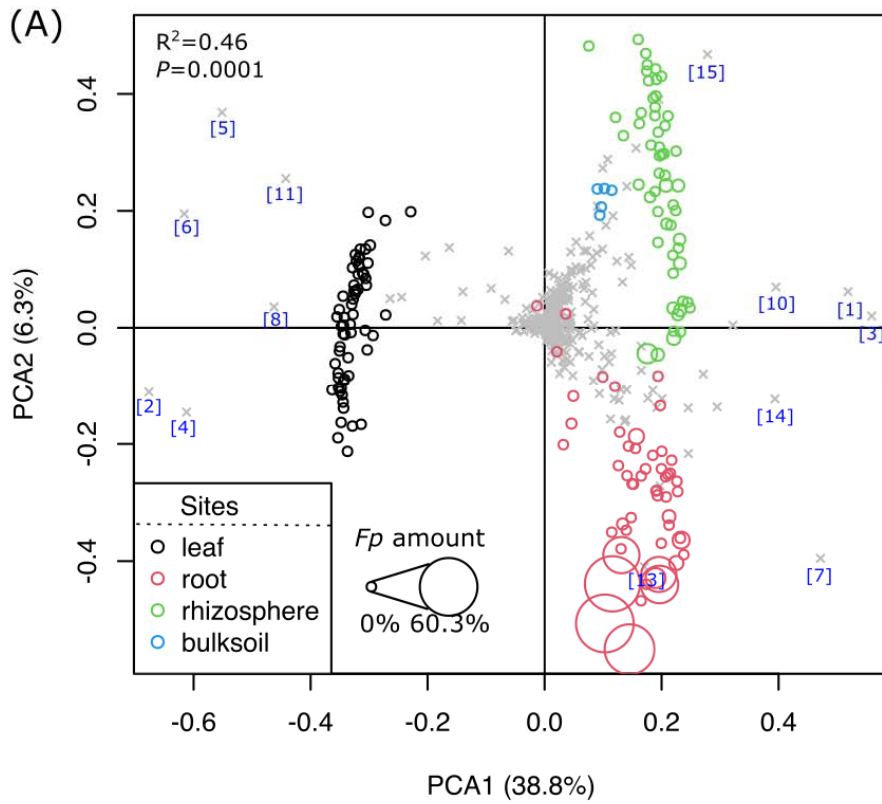 (A)
R²=0.46
P=0.0001
[15]
[5]
[11]
[6]
[8]
[10]
[1]
[3]
[2]
[4]
[14]
[13]
[7]
Sites
leaf
root
rhizosphere
bulksoil
Fp amount
0% 60.3%
0.4
0.2
0.0
-0.2
-0.4
PCA2 (6.3%)
-0.6 -0.4 -0.2 0.0 0.2 0.4
PCA1 (38.8%)